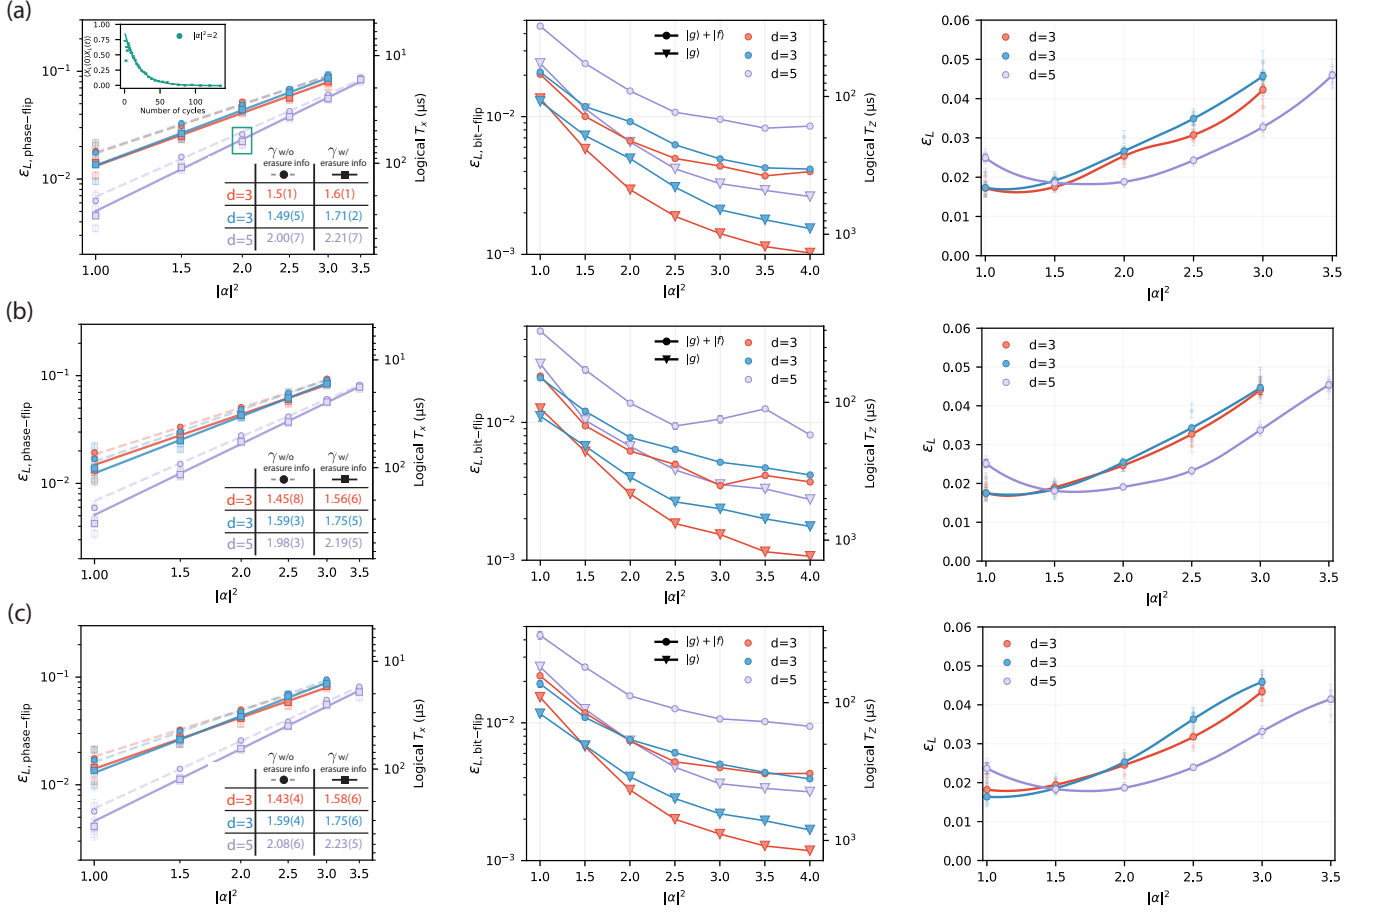 (a)
ε_L, phase−flip
10⁻¹
10⁻²
1.00
1.5
2.0
2.5
3.0
3.5
|α|²
Logical T_x (μs)
10¹
10²
⟨X_L(0)X_L(t)⟩
1.00
0.75
0.50
0.25
0.00
0
50
100
Number of cycles
|α|²=2
γ w/o erasure info
γ w/ erasure info
d=3 1.5(1) 1.6(1)
d=3 1.49(5) 1.71(2)
d=5 2.00(7) 2.21(7)
ε_L, bit−flip
10⁻²
10⁻³
1.0 1.5 2.0 2.5 3.0 3.5 4.0
|α|²
Logical T_Z (μs)
10²
10³
|g⟩ + |f⟩
|g⟩
d=3
d=3
d=5
ε_L
0.06
0.05
0.04
0.03
0.02
0.01
0.00
1.0 1.5 2.0 2.5 3.0 3.5
|α|²
d=3
d=3
d=5
(b)
ε_L, phase−flip
10⁻¹
10⁻²
1.00 1.5 2.0 2.5 3.0 3.5
|α|²
Logical T_x (μs)
10¹
10²
γ w/o erasure info
γ w/ erasure info
d=3 1.45(8) 1.56(6)
d=3 1.59(3) 1.75(5)
d=5 1.98(3) 2.19(5)
ε_L, bit−flip
10⁻²
10⁻³
1.0 1.5 2.0 2.5 3.0 3.5 4.0
|α|²
Logical T_Z (μs)
10²
10³
|g⟩ + |f⟩
|g⟩
d=3
d=3
d=5
ε_L
0.06
0.05
0.04
0.03
0.02
0.01
0.00
1.0 1.5 2.0 2.5 3.0 3.5
|α|²
d=3
d=3
d=5
(c)
ε_L, phase−flip
10⁻¹
10⁻²
1.00 1.5 2.0 2.5 3.0 3.5
|α|²
Logical T_x (μs)
10¹
10²
γ w/o erasure info
γ w/ erasure info
d=3 1.43(4) 1.58(6)
d=3 1.59(4) 1.75(6)
d=5 2.08(6) 2.23(5)
ε_L, bit−flip
10⁻²
10⁻³
1.0 1.5 2.0 2.5 3.0 3.5 4.0
|α|²
Logical T_Z (μs)
10²
10³
|g⟩ + |f⟩
|g⟩
d=3
d=3
d=5
ε_L
0.06
0.05
0.04
0.03
0.02
0.01
0.00
1.0 1.5 2.0 2.5 3.0 3.5
|α|²
d=3
d=3
d=5